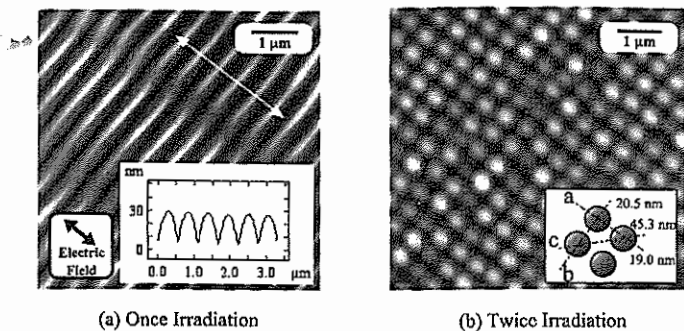 1 μm
nm
30
0
0.0 1.0 2.0 3.0 μm
Electric
Field
(a) Once Irradiation
1 μm
a
20.5 nm
45.3 nm
c
b
19.0 nm
(b) Twice Irradiation